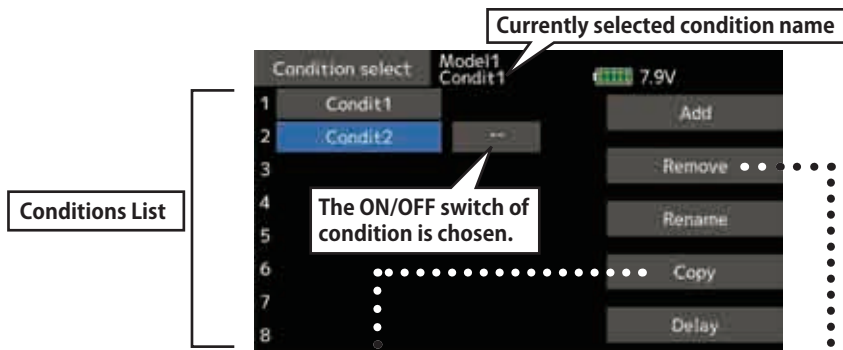 Currently selected condition name
Condition select
Model1
Condit1
7.9V
1 Condit1
Add
2 Condit2 --
3
Remove
Conditions List
4
The ON/OFF switch of
condition is chosen.
5
Rename
6
Copy
7
8
Delay